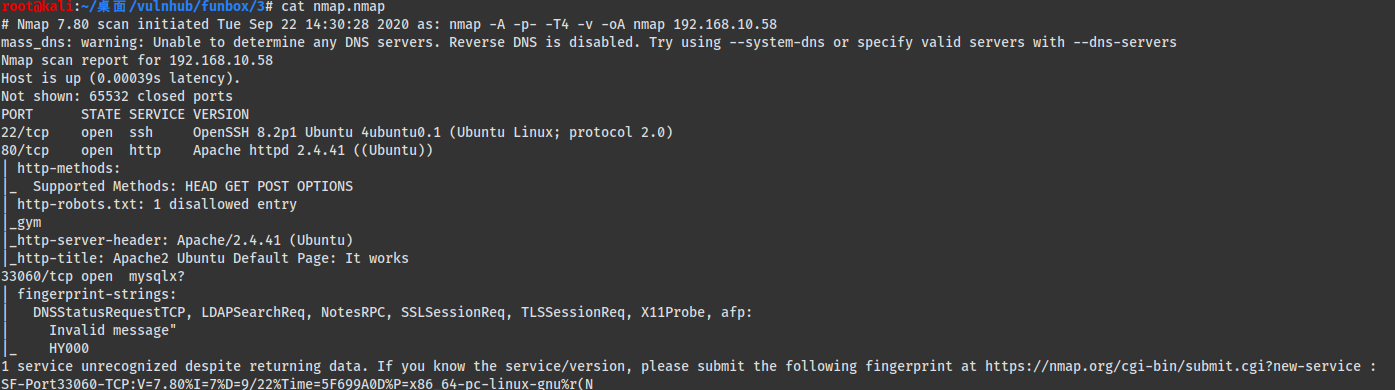 root@kali:~/桌面/vulnhub/funbox/3# cat nmap.nmap
# Nmap 7.80 scan initiated Tue Sep 22 14:30:28 2020 as: nmap -A -p- -T4 -v -oA nmap 192.168.10.58
mass_dns: warning: Unable to determine any DNS servers. Reverse DNS is disabled. Try using --system-dns or specify valid servers with --dns-servers
Nmap scan report for 192.168.10.58
Host is up (0.00039s latency).
Not shown: 65532 closed ports
PORT      STATE SERVICE VERSION
22/tcp    open  ssh     OpenSSH 8.2p1 Ubuntu 4ubuntu0.1 (Ubuntu Linux; protocol 2.0)
80/tcp    open  http    Apache httpd 2.4.41 ((Ubuntu))
| http-methods:
|_  Supported Methods: HEAD GET POST OPTIONS
| http-robots.txt: 1 disallowed entry
|_gym
|_http-server-header: Apache/2.4.41 (Ubuntu)
|_http-title: Apache2 Ubuntu Default Page: It works
33060/tcp open  mysqlx?
| fingerprint-strings:
|   DNSStatusRequestTCP, LDAPSearchReq, NotesRPC, SSLSessionReq, TLSSessionReq, X11Probe, afp:
|     Invalid message"
|_    HY000
1 service unrecognized despite returning data. If you know the service/version, please submit the following fingerprint at https://nmap.org/cgi-bin/submit.cgi?new-service :
SF-Port33060-TCP:V=7.80%I=7%D=9/22%Time=5F699A0D%P=x86_64-pc-linux-gnu%r(N